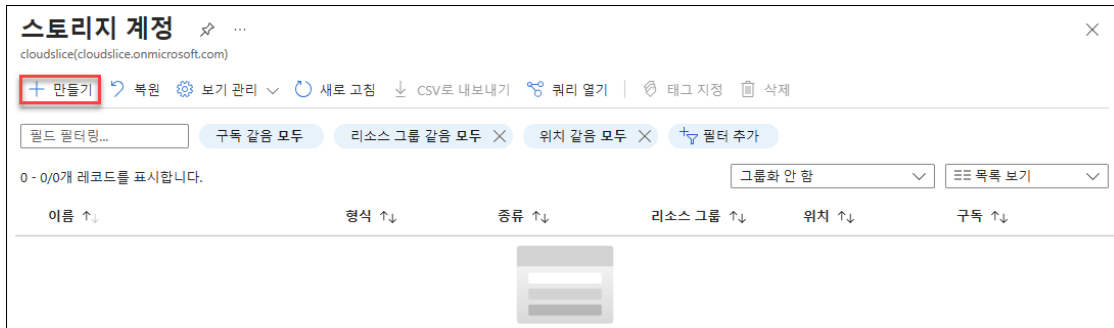 스토리지 계정
cloudslice(cloudslice.onmicrosoft.com)
만들기 복원 보기 관리 새로 고침 CSV로 내보내기 쿼리 열기 태그 지정 삭제
필드 필터링... 구독 같음 모두 리소스 그룹 같음 모두 위치 같음 모두 필터 추가
0 - 0/0개 레코드를 표시합니다. 그룹화 안 함 목록 보기
이름 ↑↓ 형식 ↑↓ 종류 ↑↓ 리소스 그룹 ↑↓ 위치 ↑↓ 구독 ↑↓